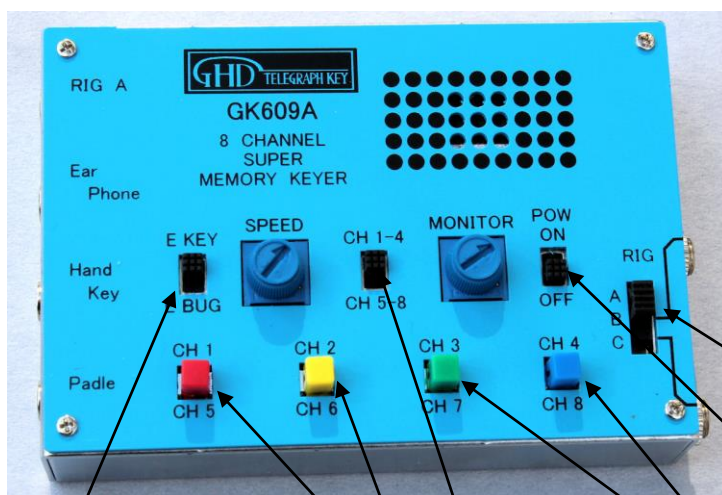 RIG A
GHD TELEGRAPH KEY
GK609A
8 CHANNEL
SUPER
MEMORY KEYER
Ear
Phone
E KEY
SPEED
CH 1-4
MONITOR
POW
ON
RIG
Hand
Key
E BUG
CH 5-8
OFF
A
B
C
CH 1
CH 2
CH 3
CH 4
Padle
CH 5
CH 6
CH 7
CH 8